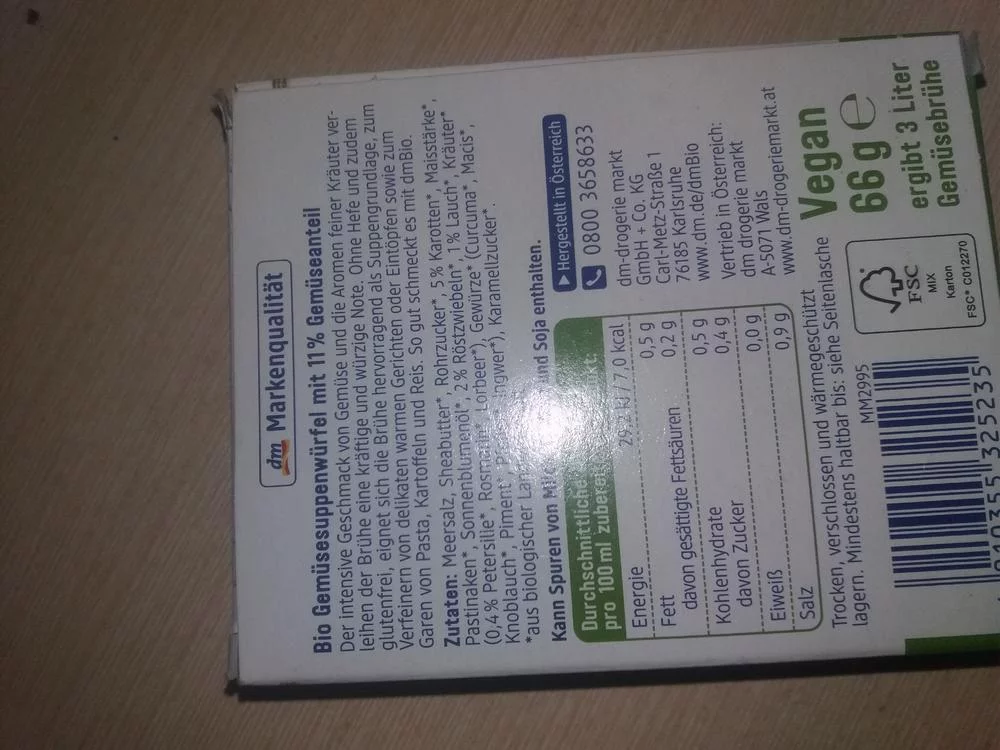 dm Markenqualität
Bio Gemüsesuppenwürfel mit 11% Gemüseanteil
Der intensive Geschmack von Gemüse und die Aromen feiner Kräuter ver-
leihen der Brühe eine kräftige und würzige Note. Ohne Hefe und zudem
glutenfrei, eignet sich die Brühe hervorragend als Suppengrundlage, zum
Verfeinern von delikaten warmen Gerichten oder Eintöpfen sowie zum
Garen von Pasta, Kartoffeln und Reis. So gut schmeckt es mit dmBio.
Zutaten: Meersalz, Sheabutter*, Rohrzucker*, 5% Karotten*, Maisstärke*,
Pastinaken*, Sonnenblumenöl*, 2% Röstzwiebeln*, 1% Lauch*, Kräuter*
(0,4% Petersilie*, Rosmarin*, Lorbeer*), Gewürze* (Curcuma*, Macis*,
Knoblauch*, Piment*, Ingwer*), Karamellzucker*.
*aus biologischer
Kann Spuren von und Soja enthalten.
Durchschnittliche
pro 100 ml
Energie 7,0 kcal
Fett 0,5 g
davon gesättigte Fettsäuren 0,2 g
Kohlenhydrate 0,5 g
davon Zucker 0,4 g
Eiweiß 0,0 g
Salz 0,9 g
Hergestellt in Österreich
0800 3658633
dm-drogerie markt
GmbH + Co. KG
Carl-Metz-Straße 1
76185 Karlsruhe
www.dm.de/dmBio
Vertrieb in Österreich:
dm drogerie markt
A-5071 Wals
www.dm-drogeriemarkt.at
Trocken, verschlossen und wärmegeschützt
lagern. Mindestens haltbar bis: siehe Seitenlasche
MM2995
325235
FSC
MIX
Karton
FSC® C012270
Vegan
66 g e
ergibt 3 Liter
Gemüsebrühe